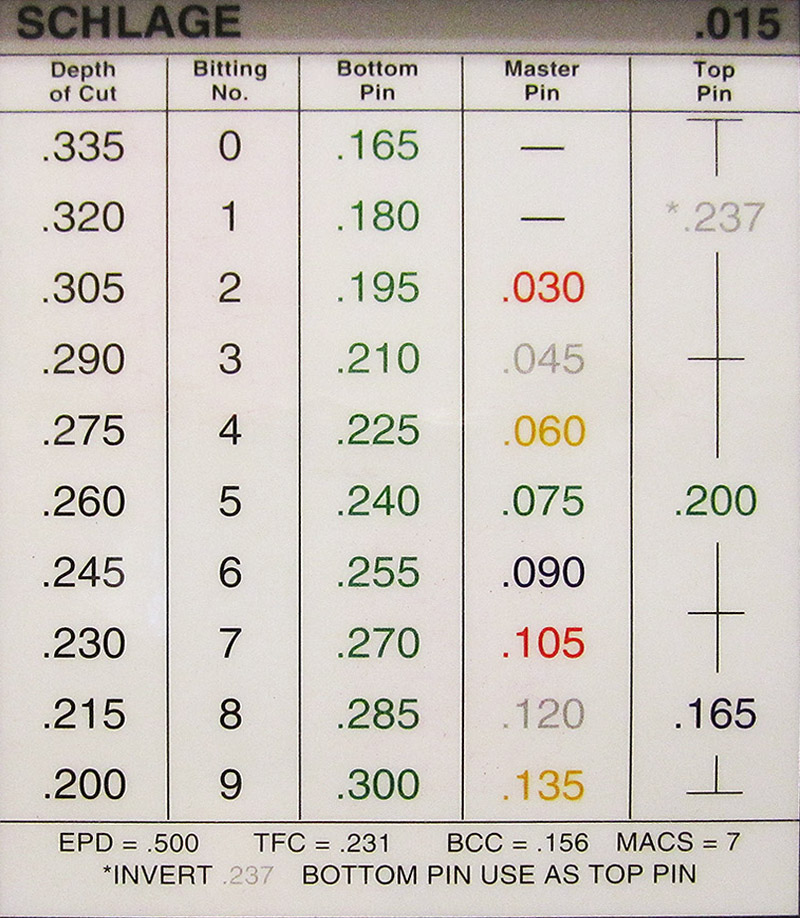 SCHLAGE .015
Depth of Cut Bitting No. Bottom Pin Master Pin Top Pin
.335 0 .165 —
.320 1 .180 — *.237
.305 2 .195 .030
.290 3 .210 .045
.275 4 .225 .060
.260 5 .240 .075 .200
.245 6 .255 .090
.230 7 .270 .105
.215 8 .285 .120 .165
.200 9 .300 .135
EPD = .500 TFC = .231 BCC = .156 MACS = 7
*INVERT .237 BOTTOM PIN USE AS TOP PIN